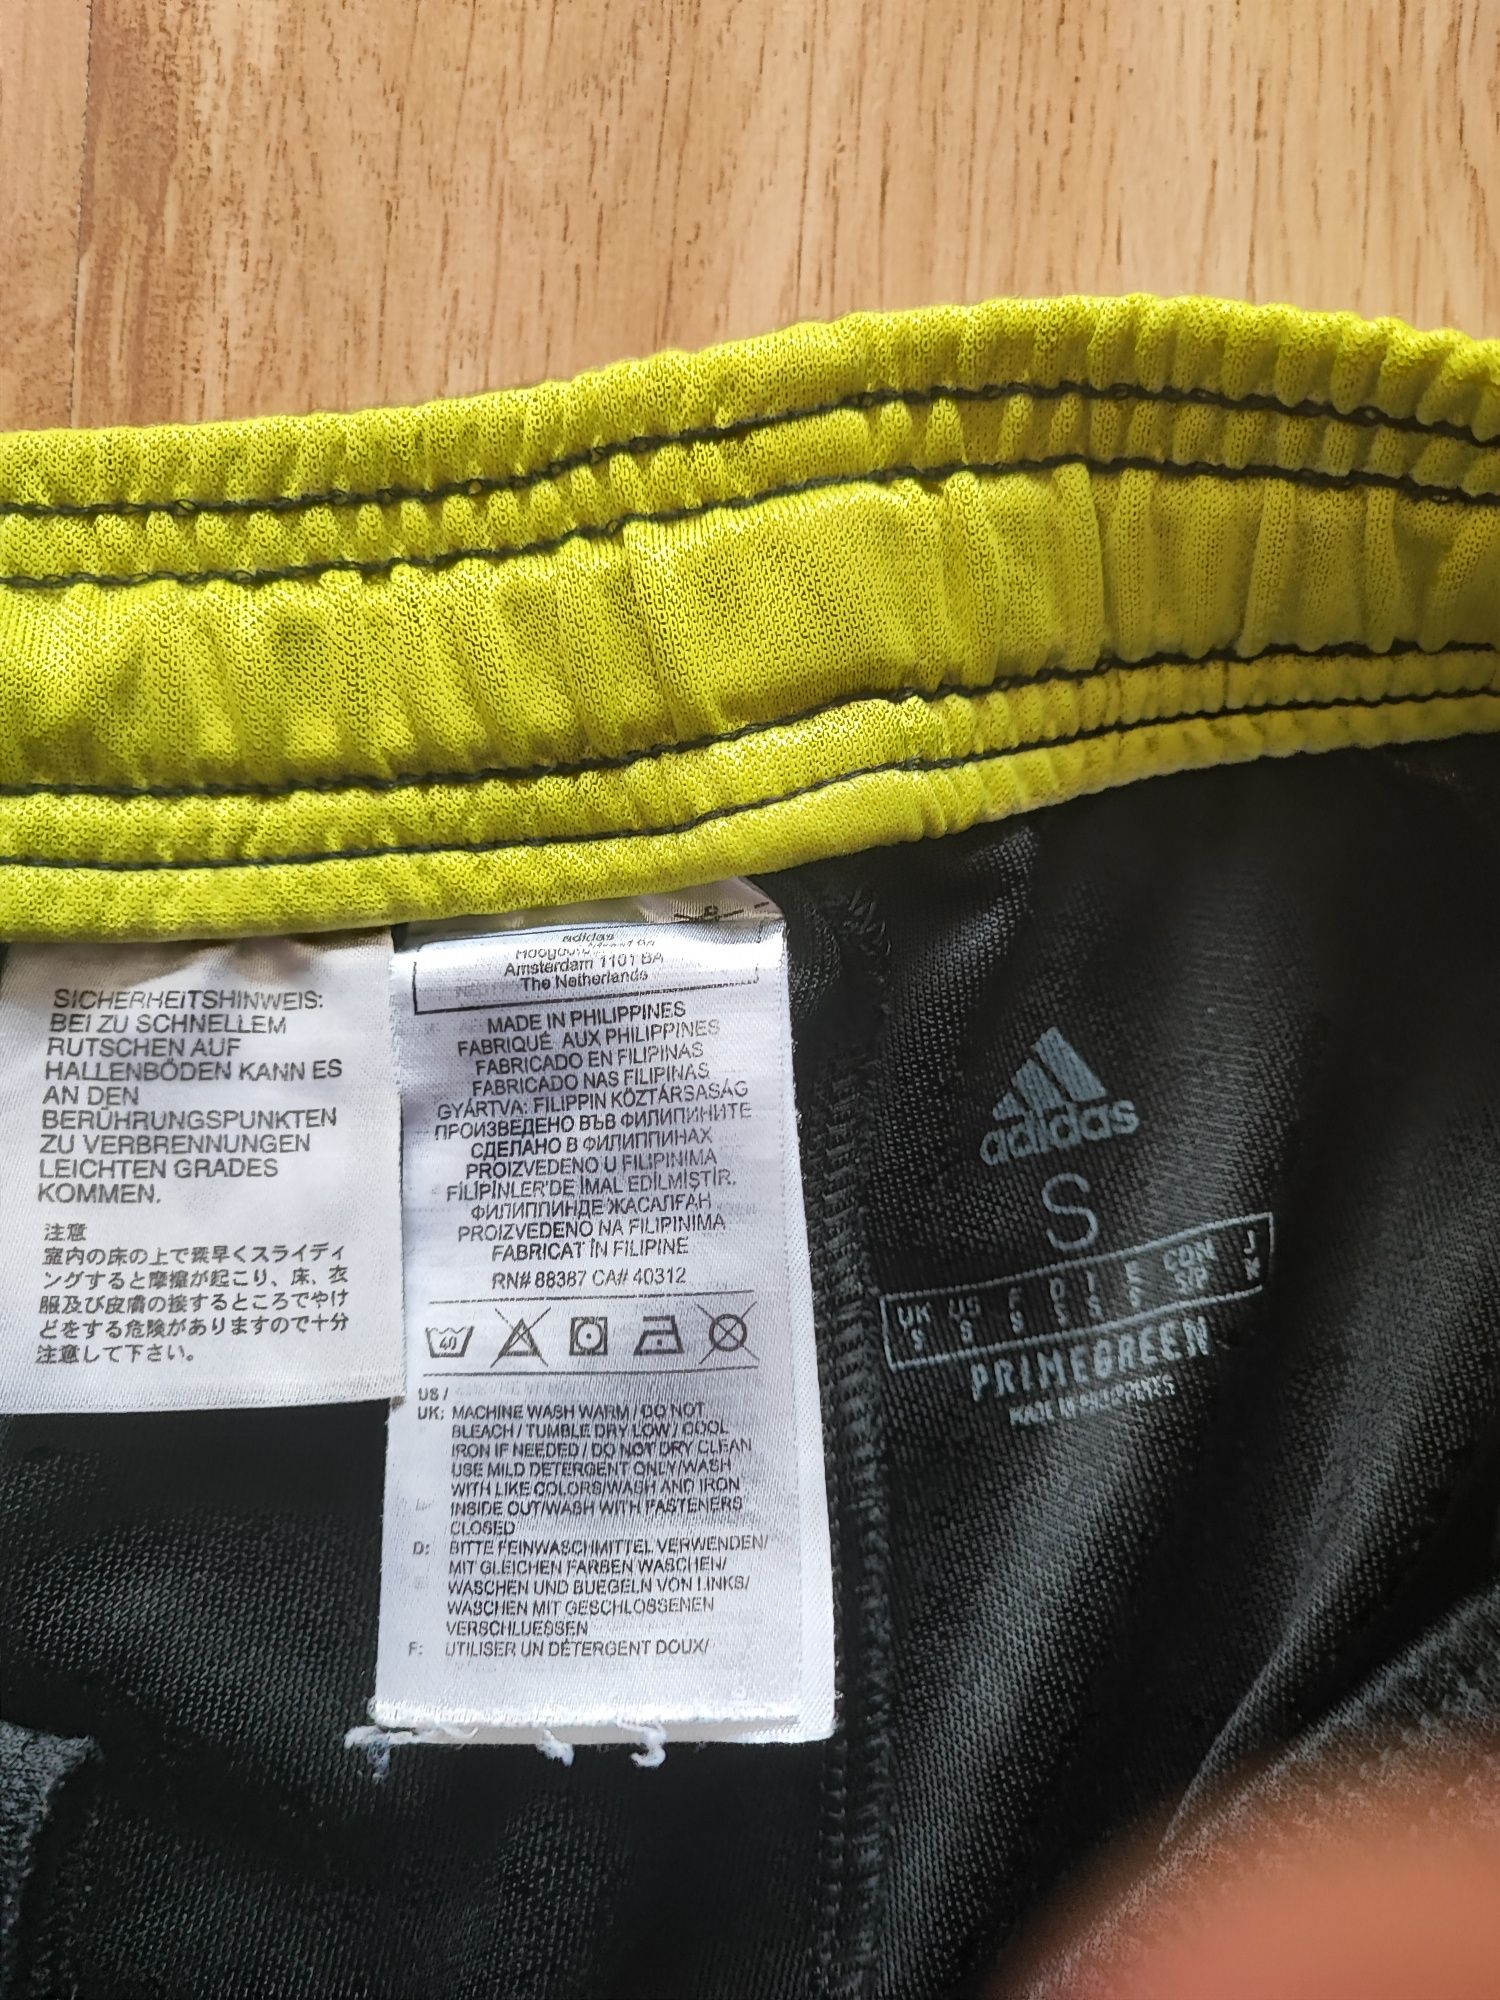 SICHERHEITSHINWEIS:
BEI ZU SCHNELLEM
RUTSCHEN AUF
HALLENBÖDEN KANN ES
AN DEN
BERÜHRUNGSPUNKTEN
ZU VERBRENNUNGEN
LEICHTEN GRADES
KOMMEN.
注意
室内の床の上で素早くスライディ
ングすると摩擦が起こり、床、衣
服及び皮膚の接するところでやけ
どをする危険がありますので十分
注意して下さい。
adidas
Amsterdam 1101 BA
The Netherlands
MADE IN PHILIPPINES
FABRIQUÉ AUX PHILIPPINES
FABRICADO EN FILIPINAS
FABRICADO NAS FILIPINAS
GYÁRTVA: FILIPPIN KÖZTÁRSASÁG
ПРОИЗВЕДЕНО ВЪВ ФИЛИПИНИТЕ
СДЕЛАНО В ФИЛИППИНАХ
PROIZVEDENO U FILIPINIMA
FİLİPİNLER'DE İMAL EDİLMİŞTİR.
ФИЛИППИНДЕ ЖАСАЛҒАН
PROIZVEDENO NA FILIPINIMA
FABRICAT ÎN FILIPINE
RN# 88387 CA# 40312
40
US /
UK: MACHINE WASH WARM / DO NOT
BLEACH / TUMBLE DRY LOW / COOL
IRON IF NEEDED / DO NOT DRY CLEAN
USE MILD DETERGENT ONLY/WASH
WITH LIKE COLORS/WASH AND IRON
INSIDE OUT/WASH WITH FASTENERS
CLOSED
D: BITTE FEINWASCHMITTEL VERWENDEN/
MIT GLEICHEN FARBEN WASCHEN/
WASCHEN UND BUEGELN VON LINKS/
WASCHEN MIT GESCHLOSSENEN
VERSCHLUESSEN
F: UTILISER UN DÉTERGENT DOUX/
adidas
S
UK US F D I E
S S S S S S S/P
PRIMEGREEN
MADE IN PHILIPPINES